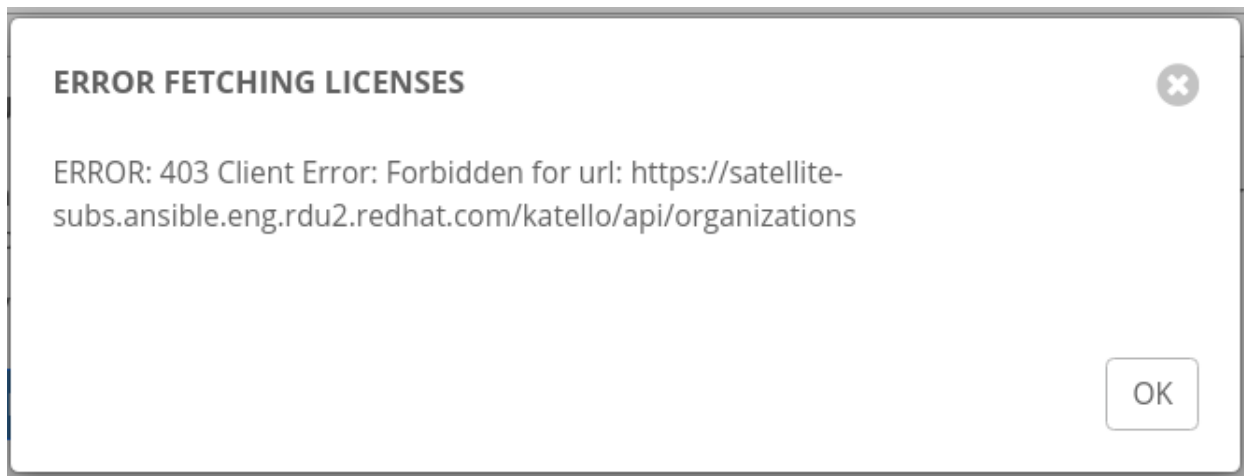 ERROR FETCHING LICENSES
ERROR: 403 Client Error: Forbidden for url: https://satellite-
subs.ansible.eng.rdu2.redhat.com/katello/api/organizations
OK